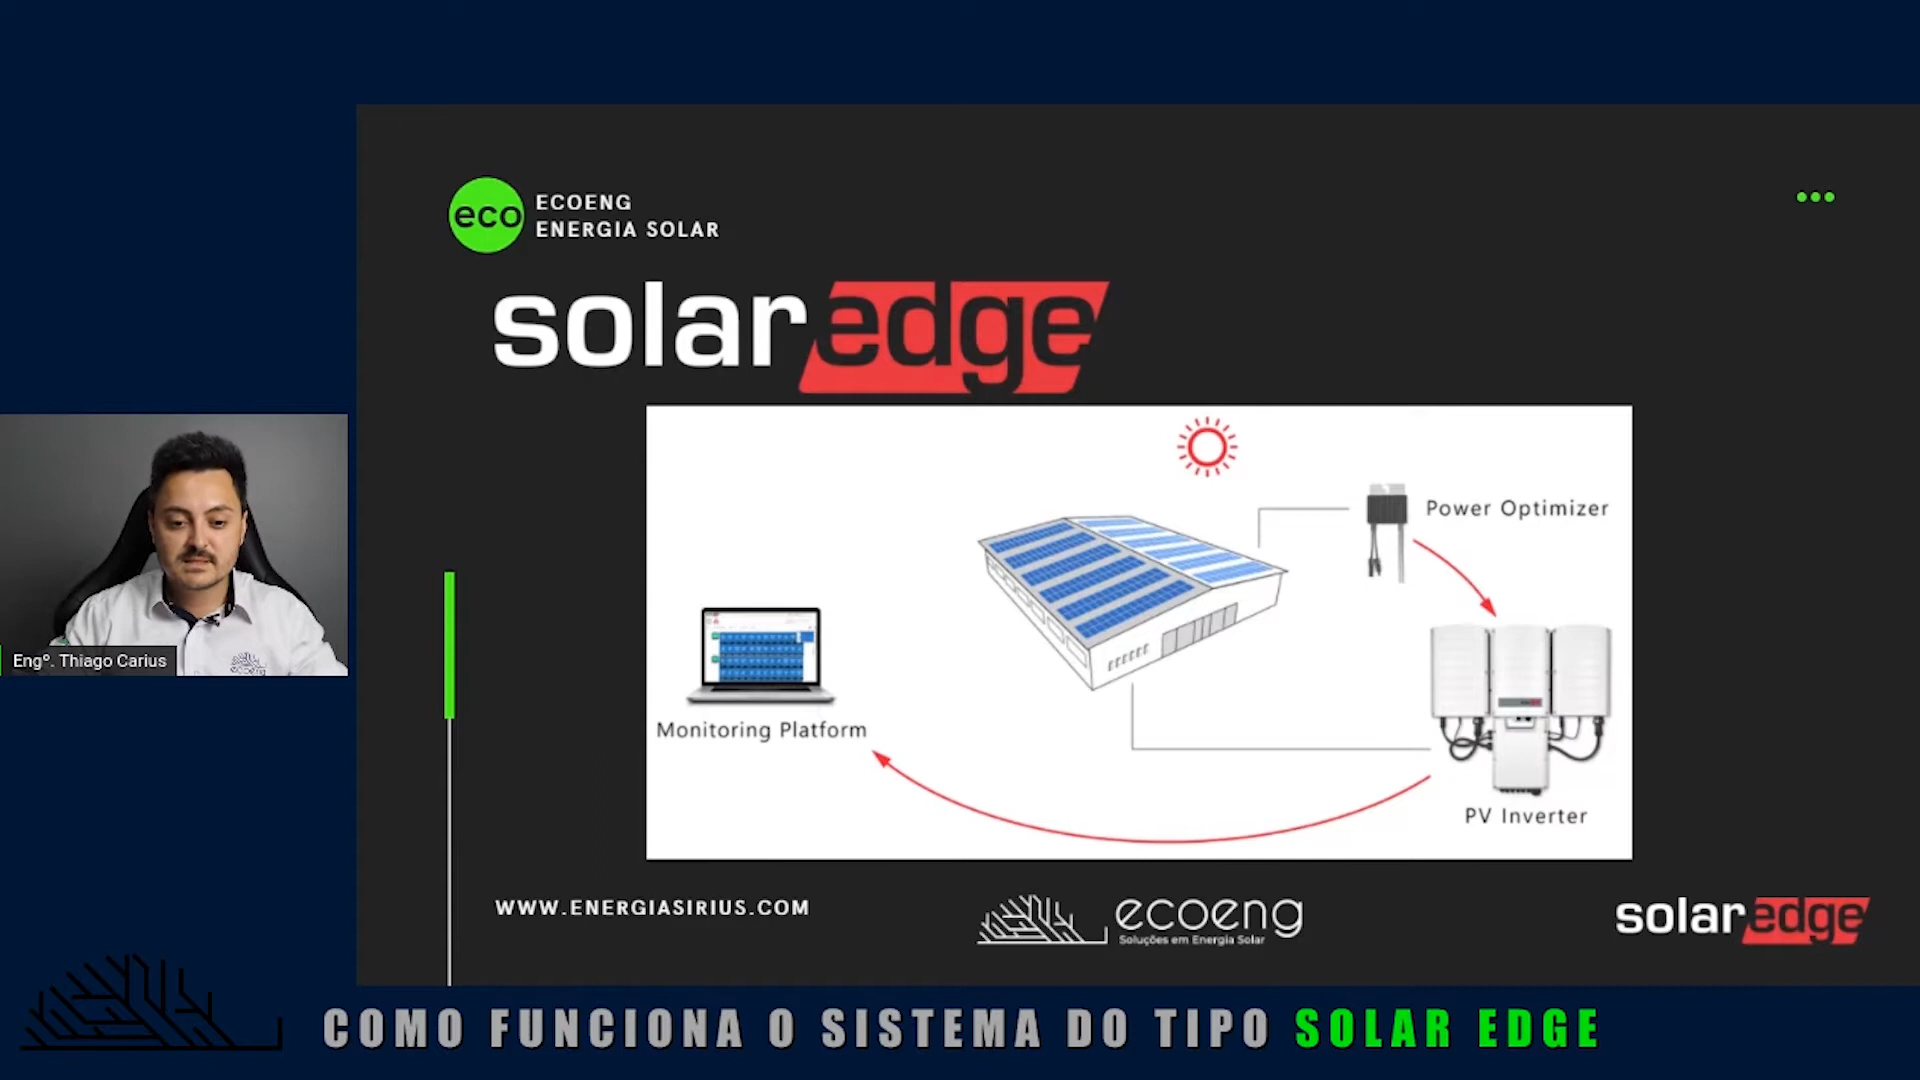 eco
ECOENG
ENERGIA SOLAR
solaredge
Power Optimizer
Monitoring Platform
PV Inverter
Engº. Thiago Carius
ecoeng
WWW.ENERGIASIRIUS.COM
ecoeng
Soluções em Energia Solar
solaredge
COMO FUNCIONA O SISTEMA DO TIPO SOLAR EDGE